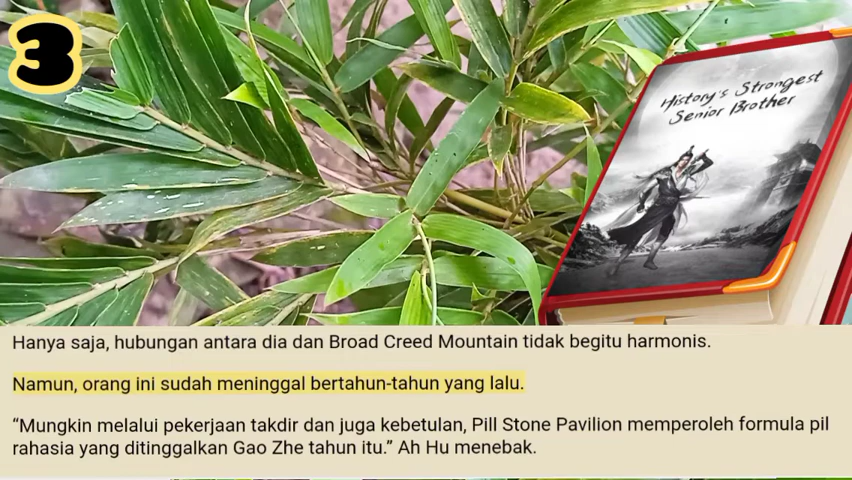 3
History's Strongest
Senior Brother
Hanya saja, hubungan antara dia dan Broad Creed Mountain tidak begitu harmonis.
Namun, orang ini sudah meninggal bertahun-tahun yang lalu.
“Mungkin melalui pekerjaan takdir dan juga kebetulan, Pill Stone Pavilion memperoleh formula pil
rahasia yang ditinggalkan Gao Zhe tahun itu.” Ah Hu menebak.